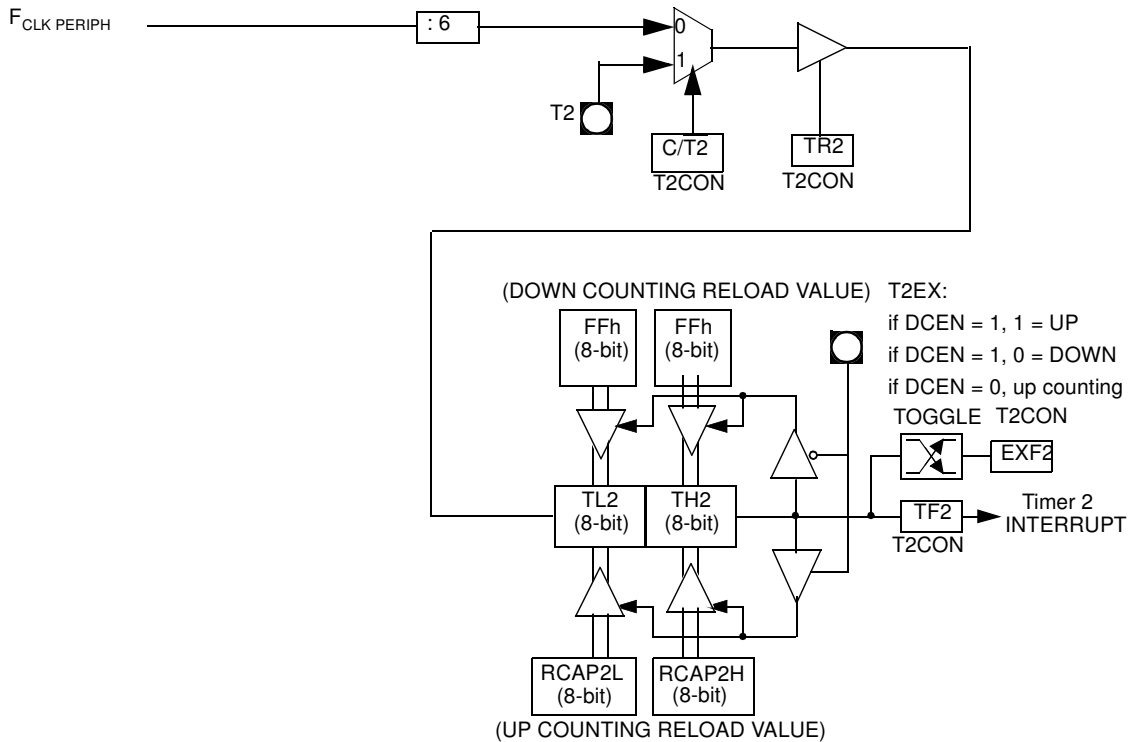 FCLK PERIPH
: 6
0
1
T2
C/T2
TR2
T2CON
T2CON
(DOWN COUNTING RELOAD VALUE)
T2EX:
if DCEN = 1, 1 = UP
if DCEN = 1, 0 = DOWN
if DCEN = 0, up counting
FFh
(8-bit)
FFh
(8-bit)
TOGGLE
T2CON
EXF2
TL2
(8-bit)
TH2
(8-bit)
TF2
T2CON
Timer 2
INTERRUPT
RCAP2L
(8-bit)
RCAP2H
(8-bit)
(UP COUNTING RELOAD VALUE)